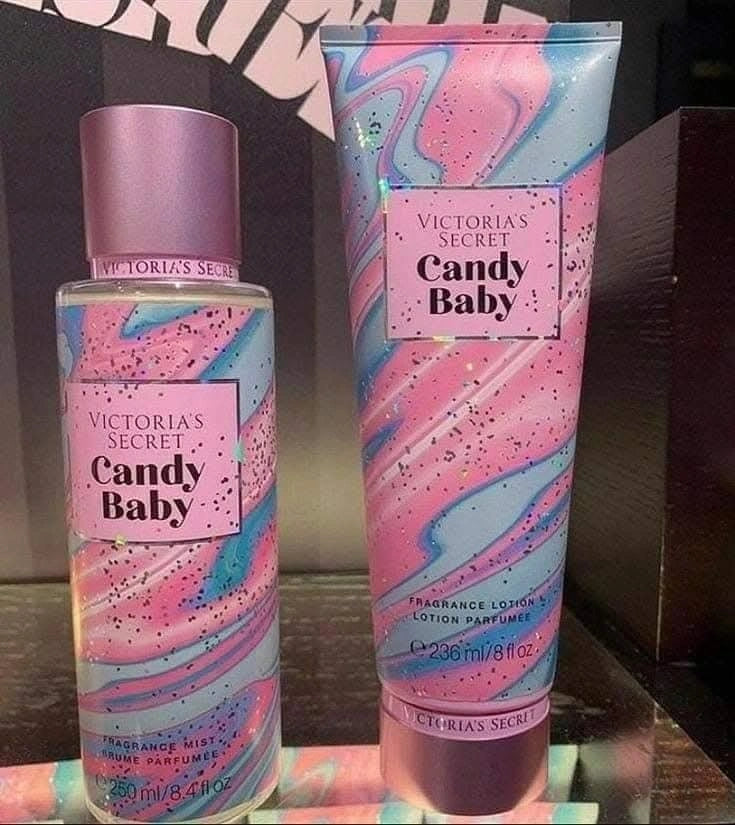 VICTORIA'S SECRE
VICTORIA'S
SECRET
Candy
Baby
FRAGRANCE MIST
BRUME PARFUMÉE
250 ml/8.4 fl oz
VICTORIA'S
SECRET
Candy
Baby
FRAGRANCE LOTION
LOTION PARFUMÉE
℮ 236 ml/8 fl oz
VICTORIA'S SECRET